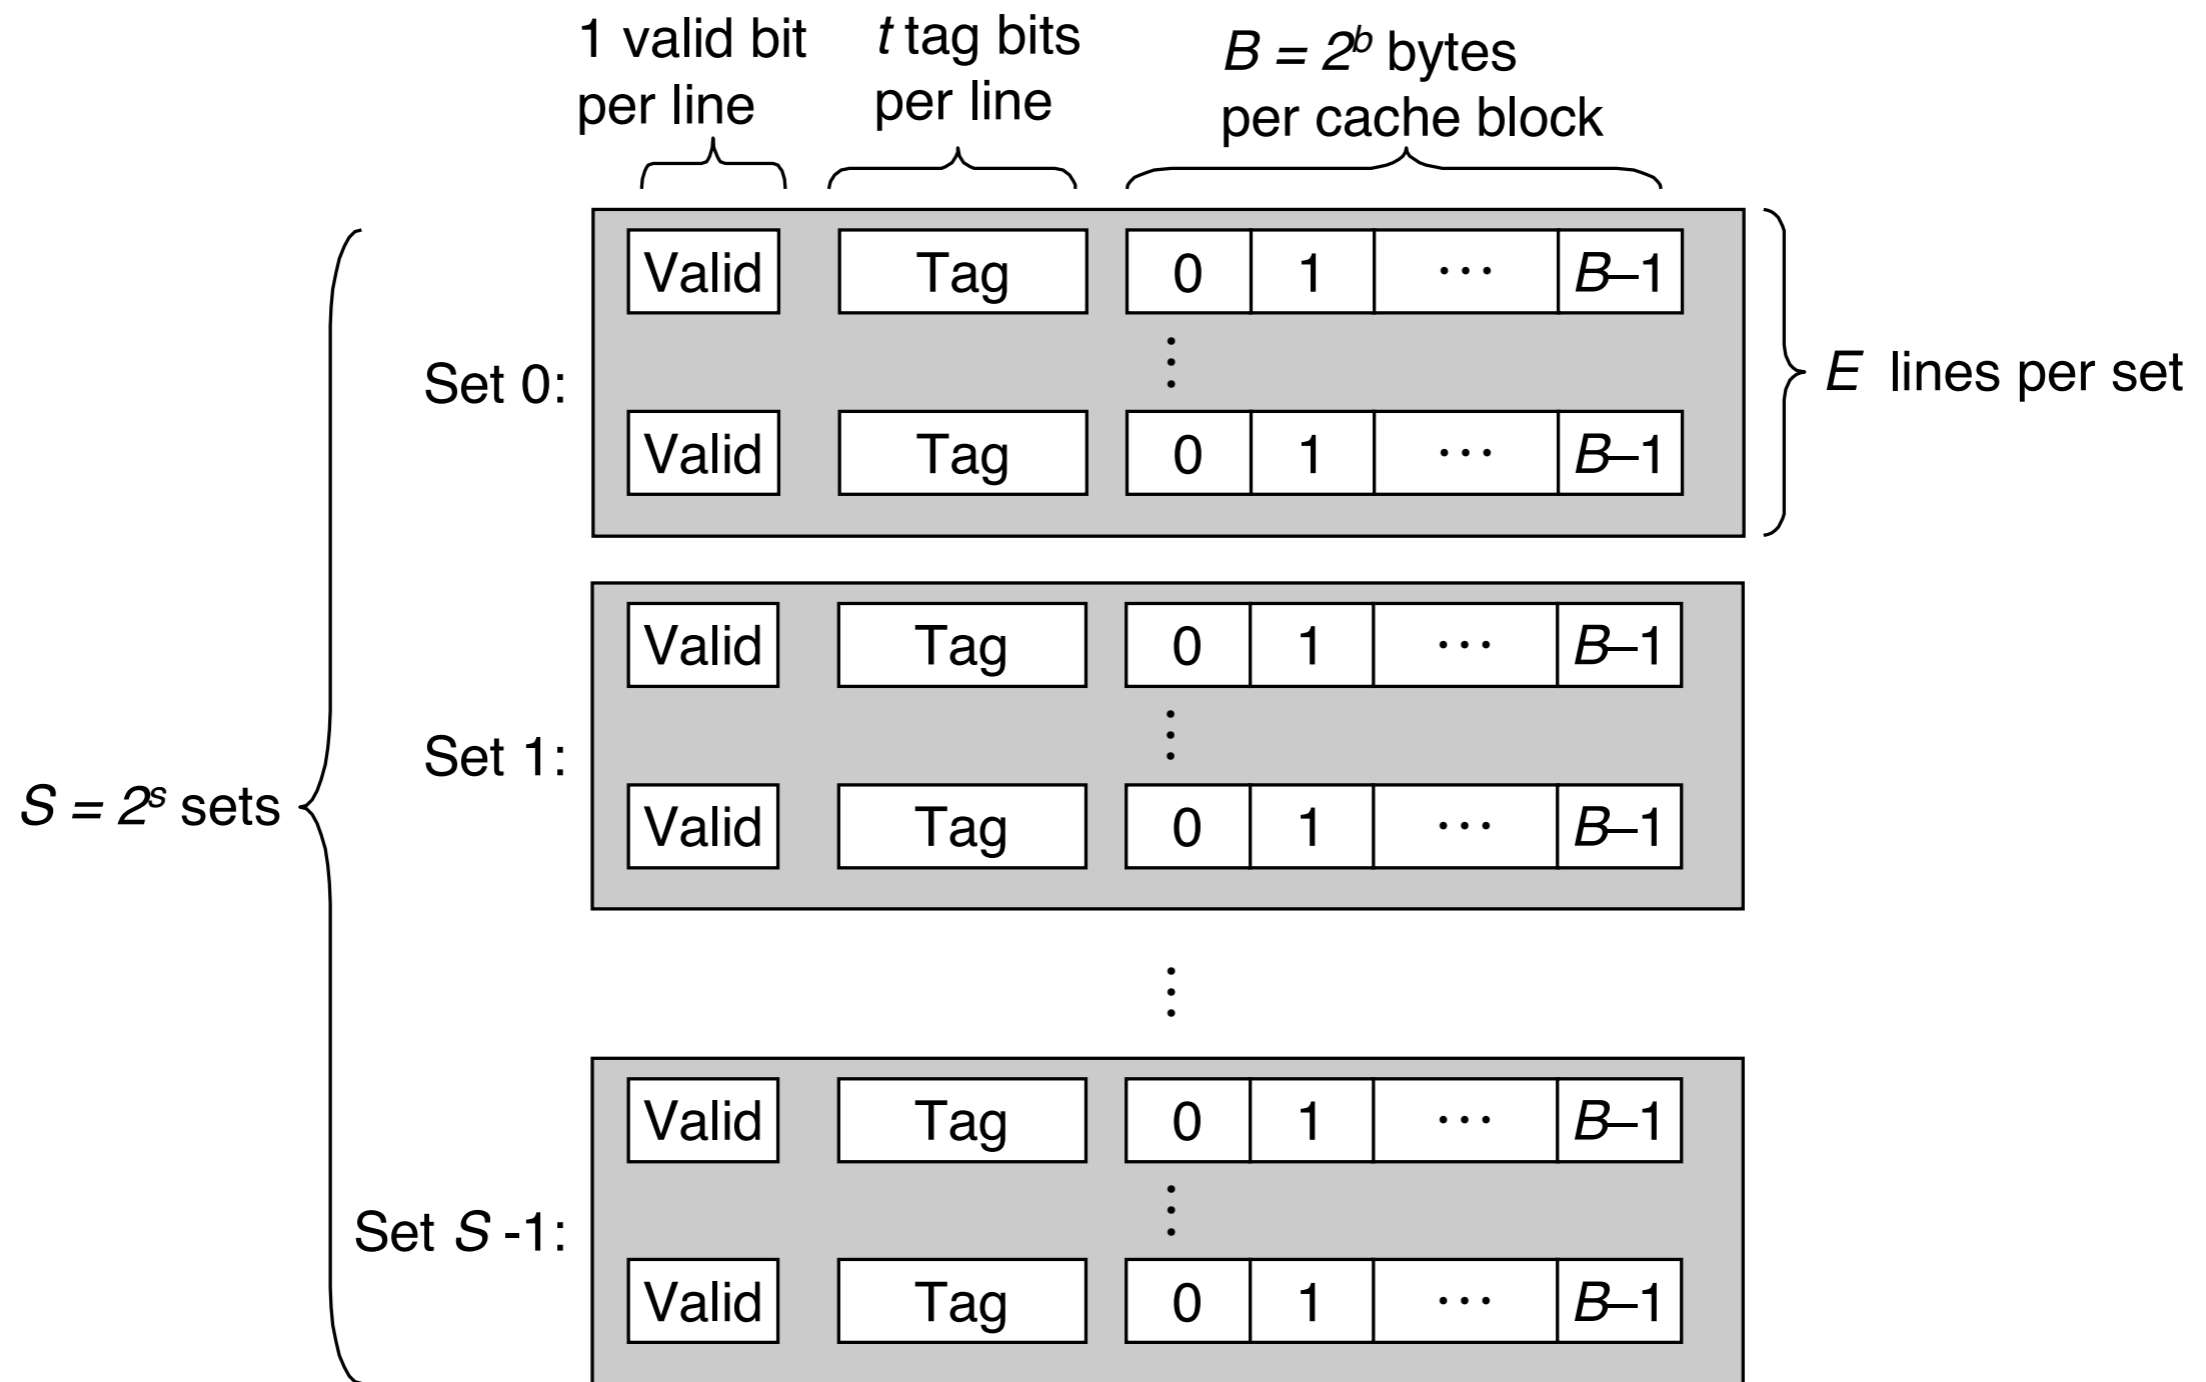 1 valid bit
per line
t tag bits
per line
B = 2^b bytes
per cache block
Valid Tag 0 1 ··· B–1
⋮
Set 0:
E lines per set
Valid Tag 0 1 ··· B–1
Valid Tag 0 1 ··· B–1
⋮
Set 1:
Valid Tag 0 1 ··· B–1
S = 2^s sets
⋮
Valid Tag 0 1 ··· B–1
⋮
Set S -1:
Valid Tag 0 1 ··· B–1